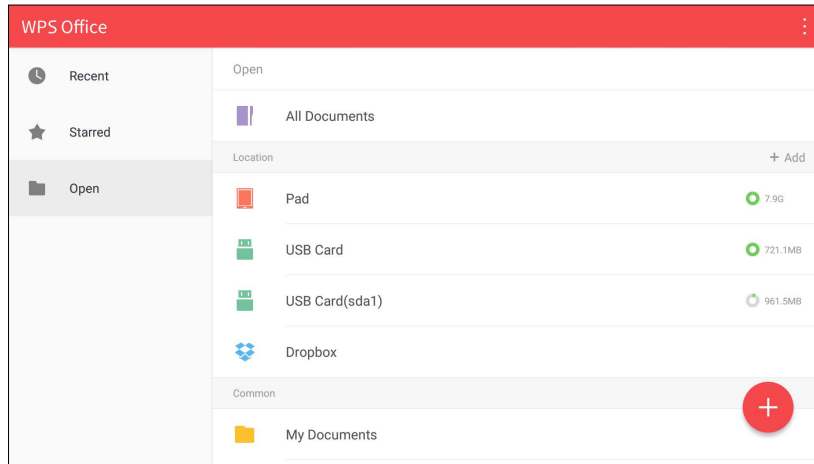 WPS Office
Recent
Starred
Open
Open
All Documents
Location
+ Add
Pad
7.9G
USB Card
721.1MB
USB Card(sda1)
961.5MB
Dropbox
Common
My Documents